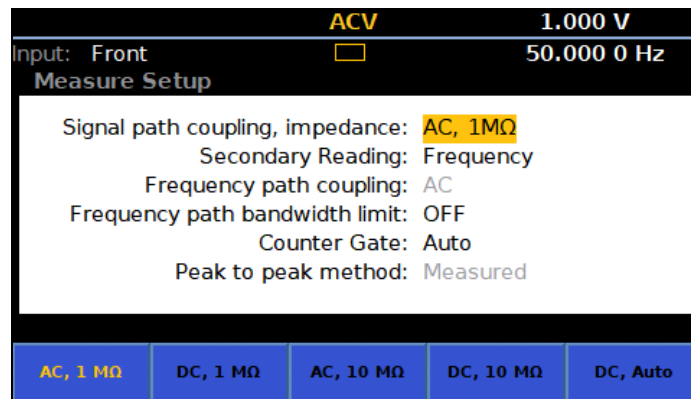 ACV 1.000 V
Input: Front 50.000 0 Hz
Measure Setup
Signal path coupling, impedance: AC, 1MΩ
Secondary Reading: Frequency
Frequency path coupling: AC
Frequency path bandwidth limit: OFF
Counter Gate: Auto
Peak to peak method: Measured
AC, 1 MΩ DC, 1 MΩ AC, 10 MΩ DC, 10 MΩ DC, Auto